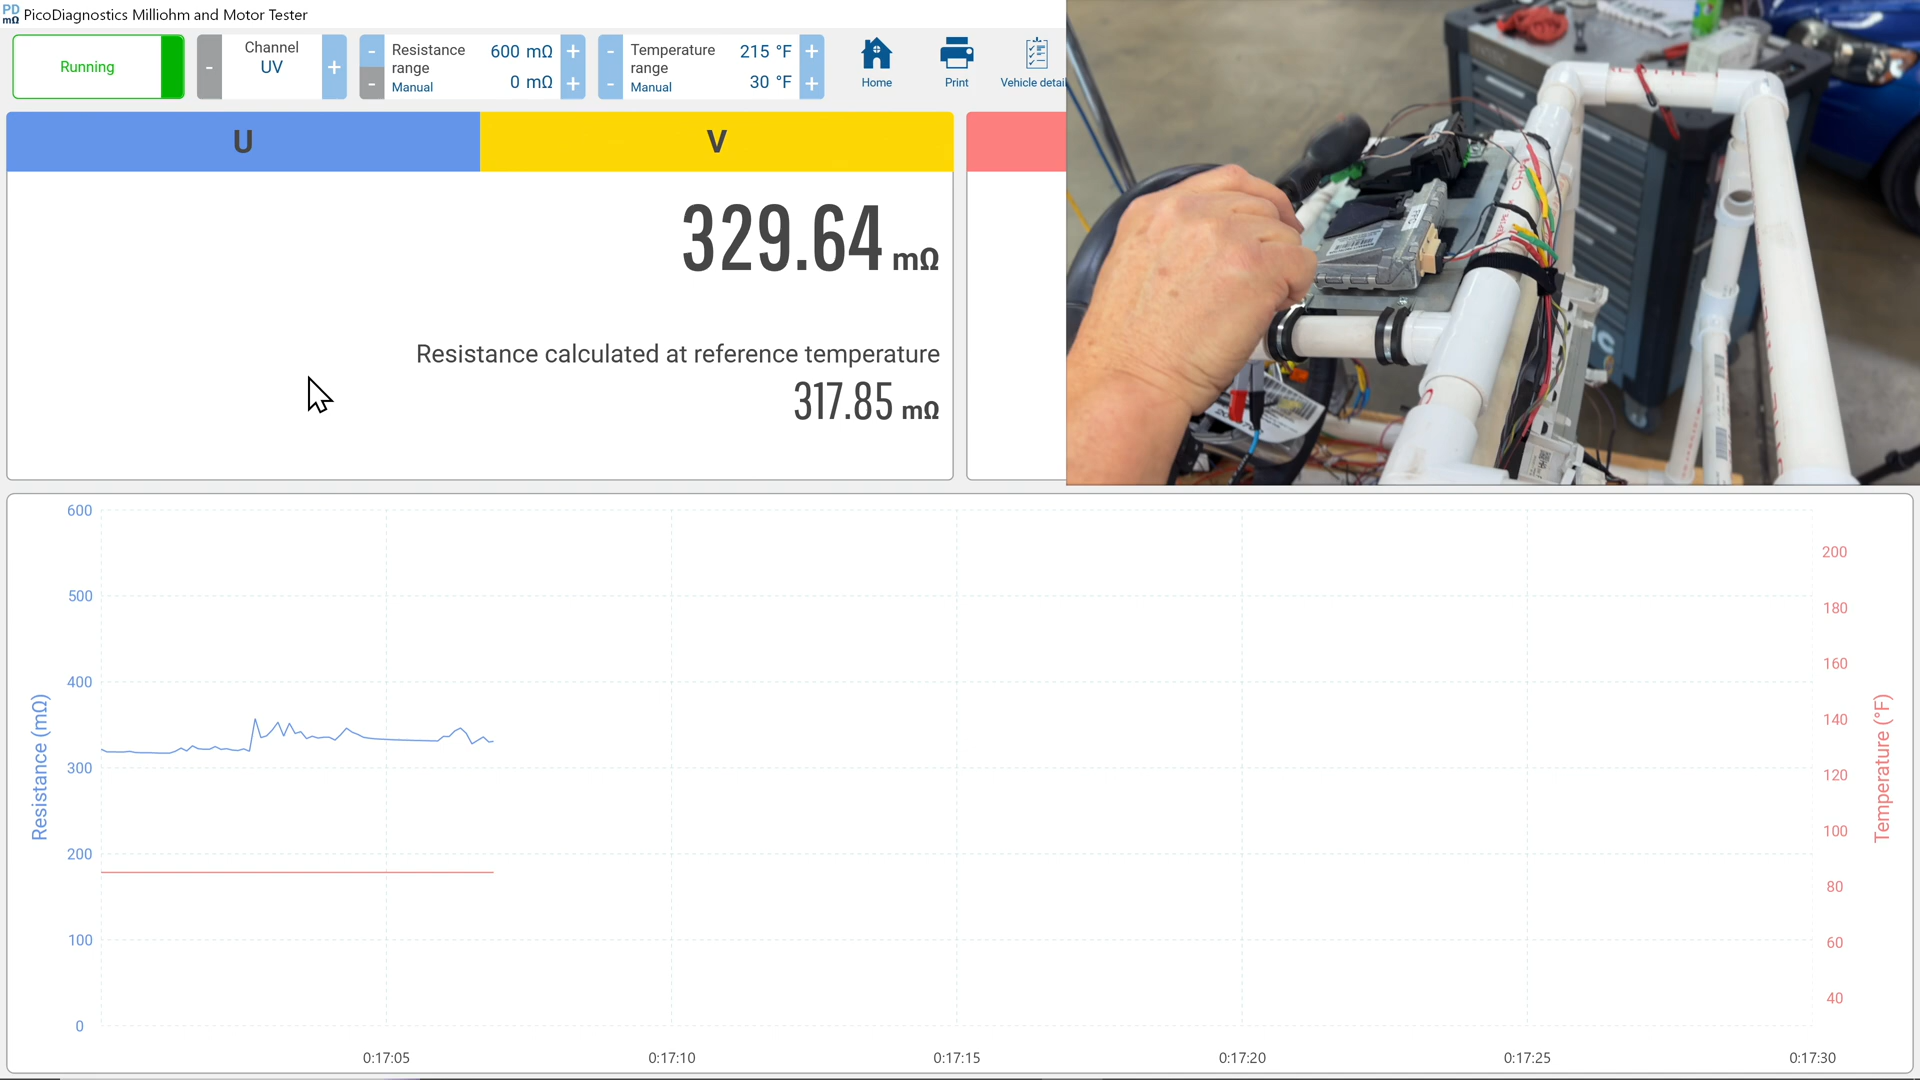 PD
mΩ PicoDiagnostics Milliohm and Motor Tester
Running
-
Channel
UV
+
-
-
Resistance
range
Manual
600 mΩ
0 mΩ
+
+
-
-
Temperature
range
Manual
215 °F
30 °F
+
+
Home
Print
Vehicle detail
U
V
329.64 mΩ
Resistance calculated at reference temperature
317.85 mΩ
600
500
400
300
200
100
0
Resistance (mΩ)
0:17:05
0:17:10
0:17:15
0:17:20
0:17:25
0:17:30
200
180
160
140
120
100
80
60
40
Temperature (°F)